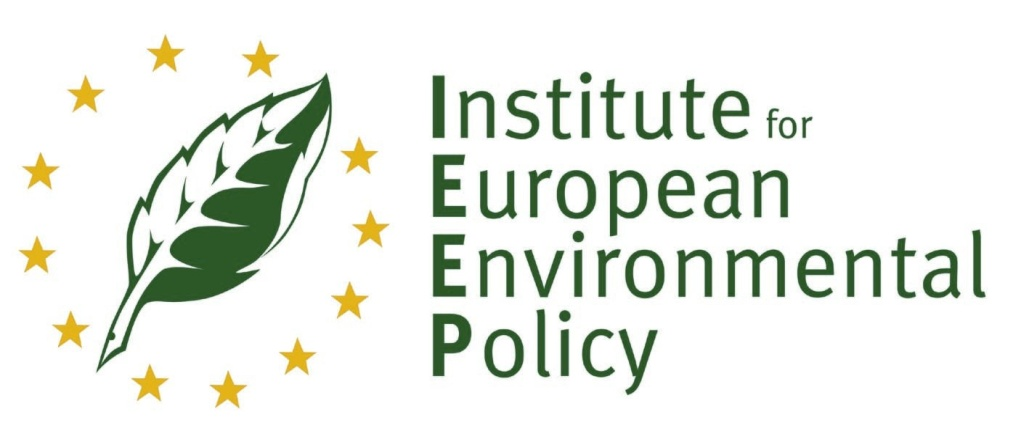 Institute for
European
Environmental
Policy